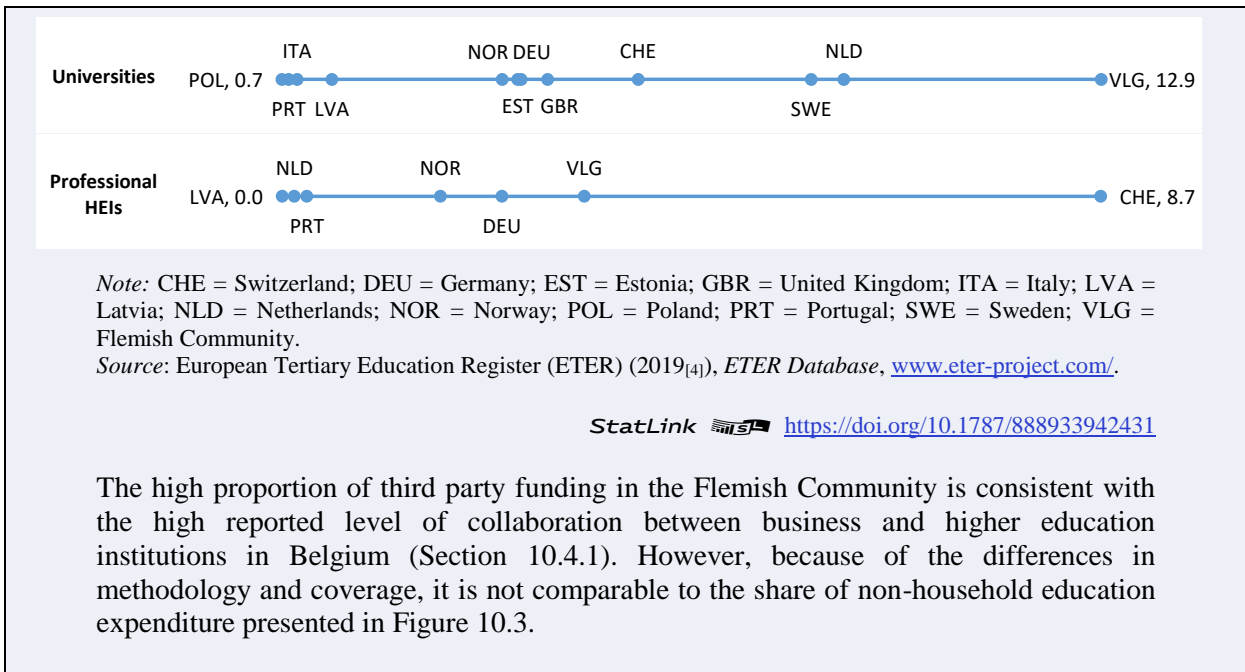 ITA NOR DEU CHE NLD
Universities POL, 0.7 VLG, 12.9
PRT LVA EST GBR SWE
NLD NOR VLG
Professional HEIs LVA, 0.0 CHE, 8.7
PRT DEU
Note: CHE = Switzerland; DEU = Germany; EST = Estonia; GBR = United Kingdom; ITA = Italy; LVA =
Latvia; NLD = Netherlands; NOR = Norway; POL = Poland; PRT = Portugal; SWE = Sweden; VLG =
Flemish Community.
Source: European Tertiary Education Register (ETER) (2019[4]), ETER Database, www.eter-project.com/.
StatLink https://doi.org/10.1787/888933942431
The high proportion of third party funding in the Flemish Community is consistent with
the high reported level of collaboration between business and higher education
institutions in Belgium (Section 10.4.1). However, because of the differences in
methodology and coverage, it is not comparable to the share of non-household education
expenditure presented in Figure 10.3.